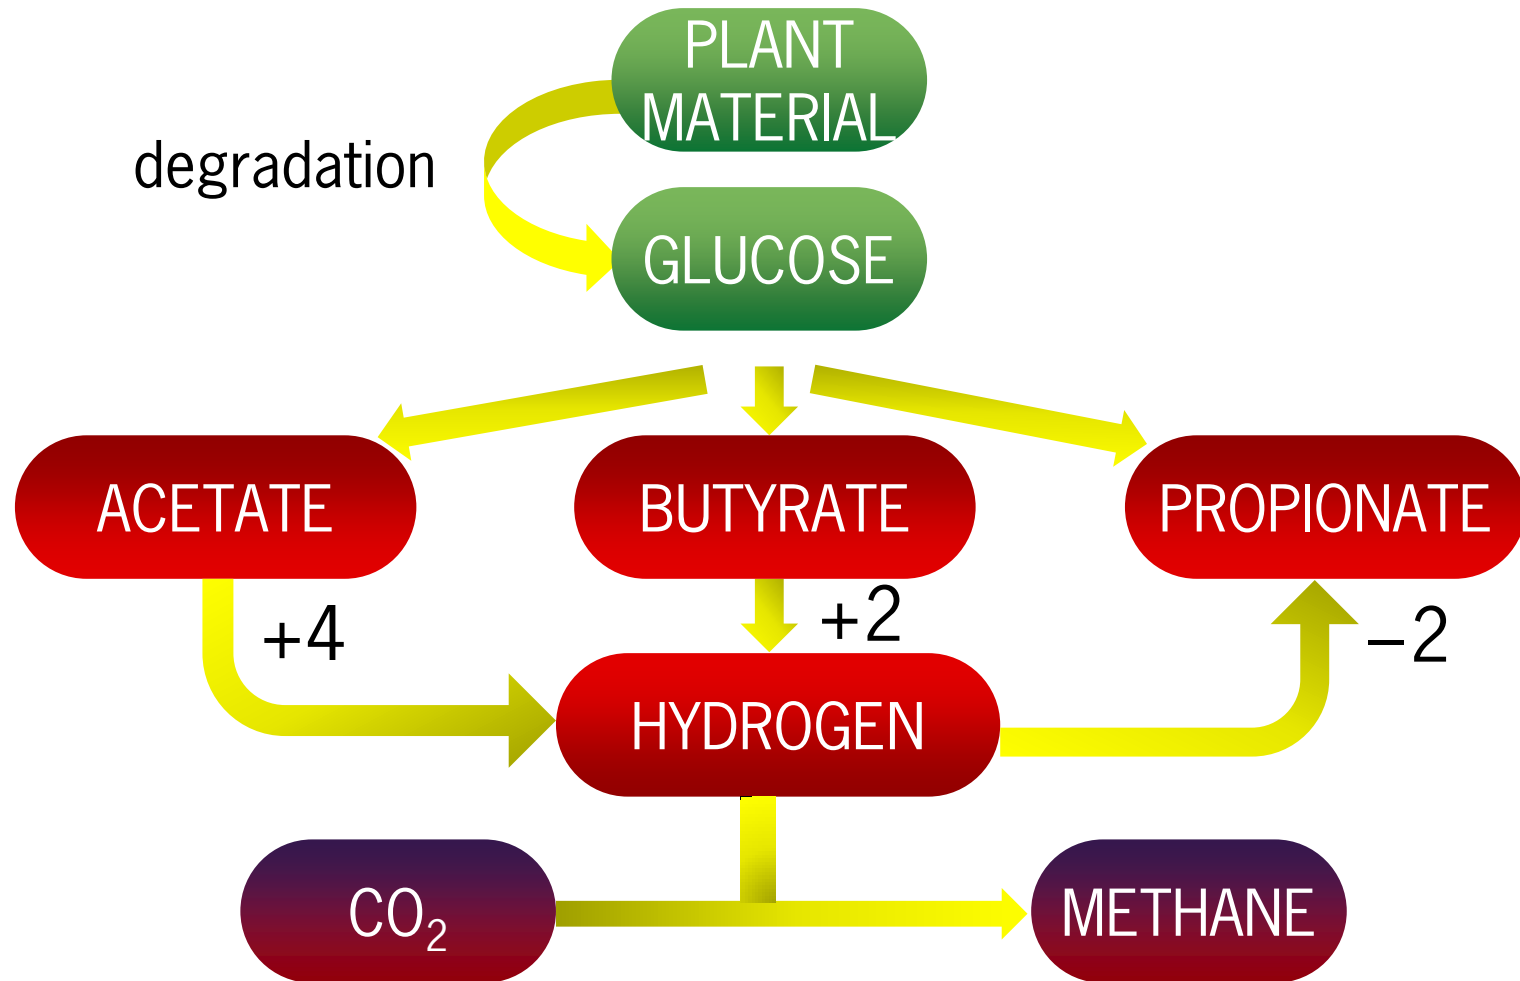 PLANT
MATERIAL
degradation
GLUCOSE
ACETATE
BUTYRATE
PROPIONATE
+4
+2
−2
HYDROGEN
CO₂
METHANE